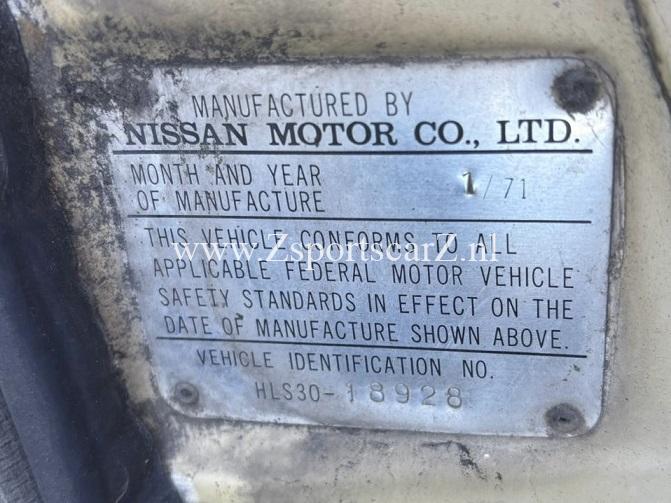 MANUFACTURED BY
NISSAN MOTOR CO., LTD.
MONTH AND YEAR
OF MANUFACTURE
1/71
THIS VEHICLE CONFORMS TO ALL
www.ZsportscarZ.nl
APPLICABLE FEDERAL MOTOR VEHICLE
SAFETY STANDARDS IN EFFECT ON THE
DATE OF MANUFACTURE SHOWN ABOVE.
VEHICLE IDENTIFICATION NO.
HLS30-18928